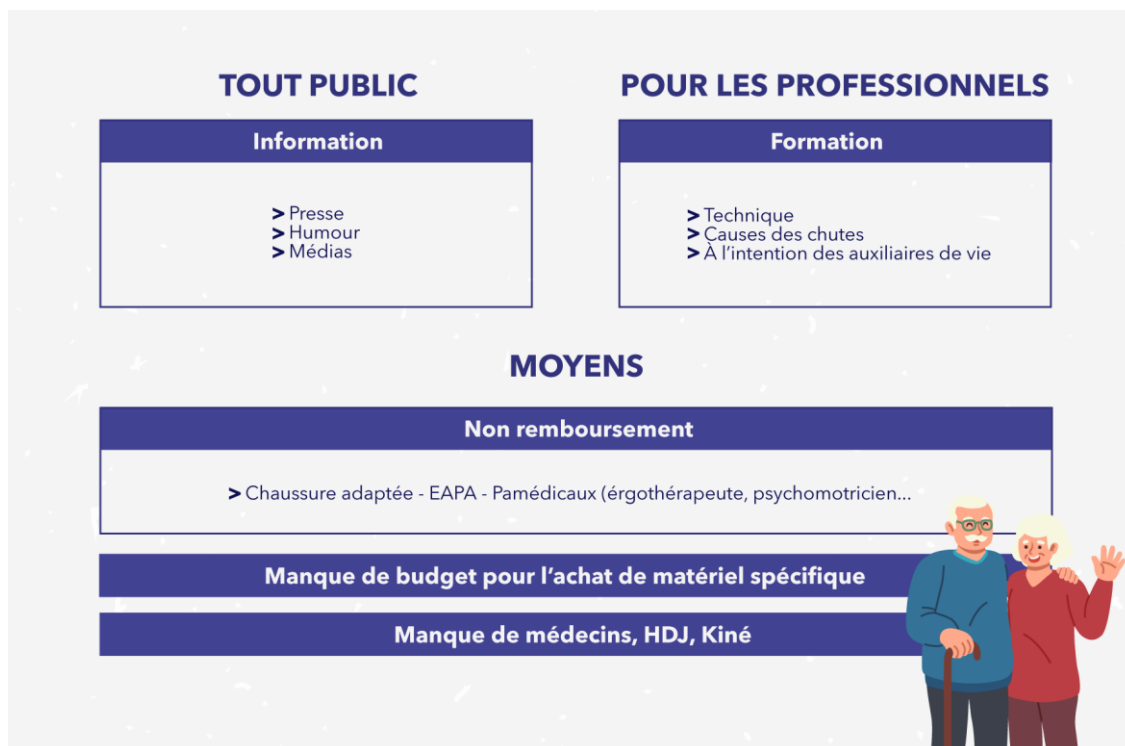 TOUT PUBLIC
Information
> Presse
> Humour
> Médias
POUR LES PROFESSIONNELS
Formation
> Technique
> Causes des chutes
> À l’intention des auxiliaires de vie
MOYENS
Non remboursement
> Chaussure adaptée - EAPA - Pamédicaux (érgothérapeute, psychomotricien...
Manque de budget pour l’achat de matériel spécifique
Manque de médecins, HDJ, Kiné